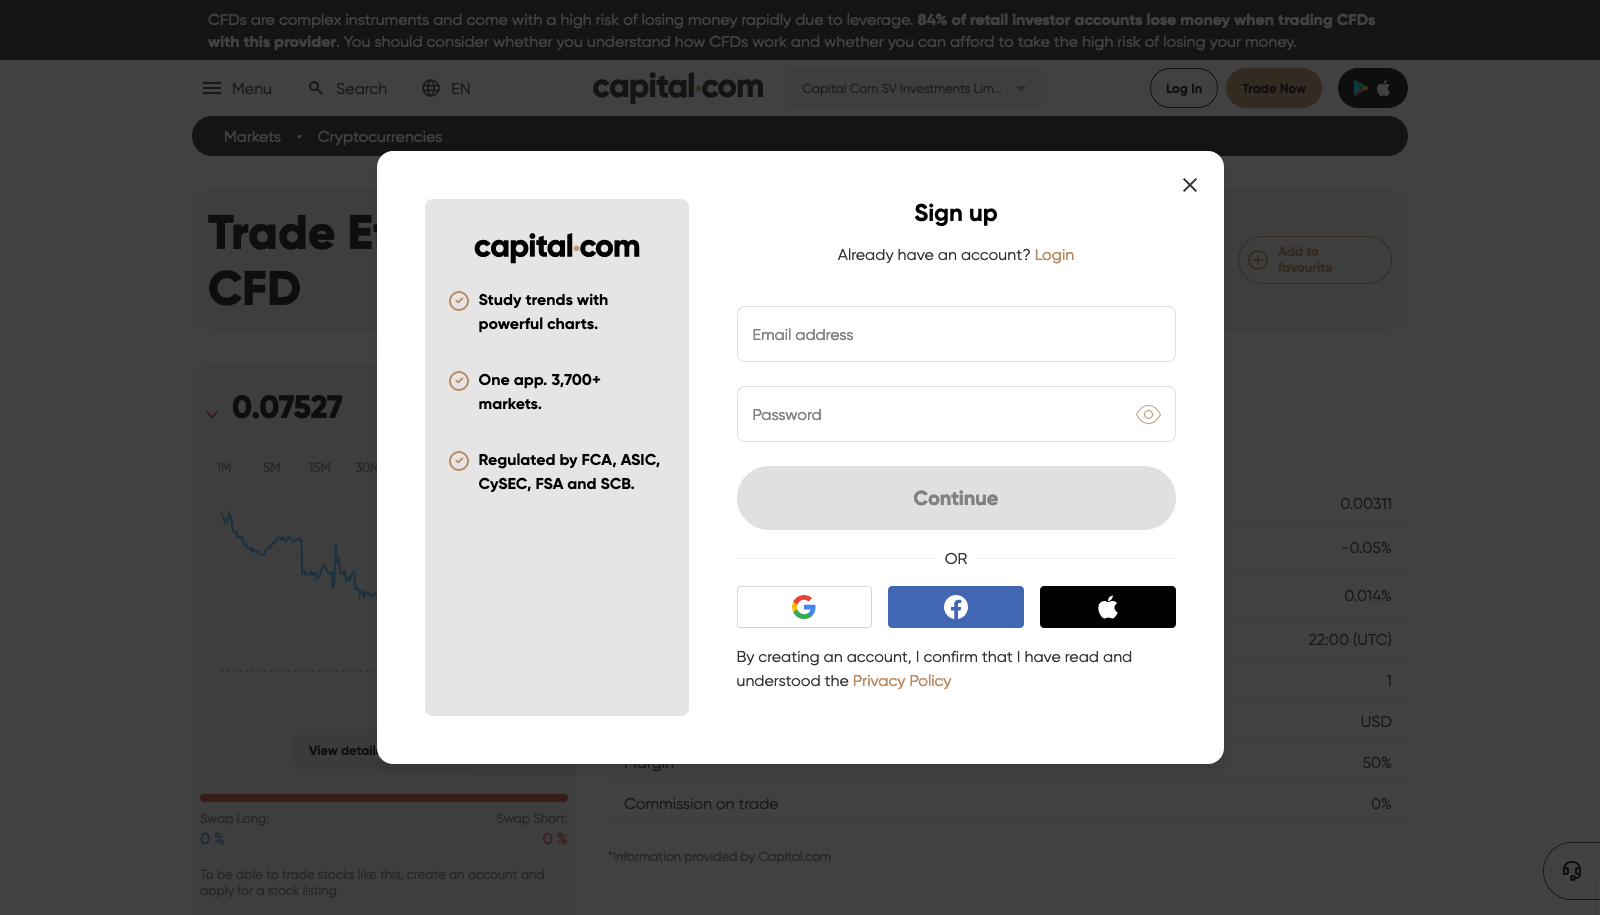 CFDs are complex instruments and come with a high risk of losing money rapidly due to leverage. 84% of retail investor accounts lose money when trading CFDs
with this provider. You should consider whether you understand how CFDs work and whether you can afford to take the high risk of losing your money.
Menu
Search
EN
capital.com
Capital Com SV Investments Lim...
Log In
Trade Now
Markets • Cryptocurrencies
Trade
CFD
Add to
favourite
0.07527
1M 5M 15M 30M
View detail
Swap Long:
0 %
Swap Short:
0 %
To be able to trade stocks like this, create an account and
apply for a stock listing.
capital.com
Study trends with
powerful charts.
One app. 3,700+
markets.
Regulated by FCA, ASIC,
CySEC, FSA and SCB.
Sign up
Already have an account? Login
Email address
Password
Continue
OR
By creating an account, I confirm that I have read and
understood the Privacy Policy
0.00311
-0.05%
0.014%
22:00 (UTC)
1
USD
Margin 50%
Commission on trade 0%
*Information provided by Capital.com